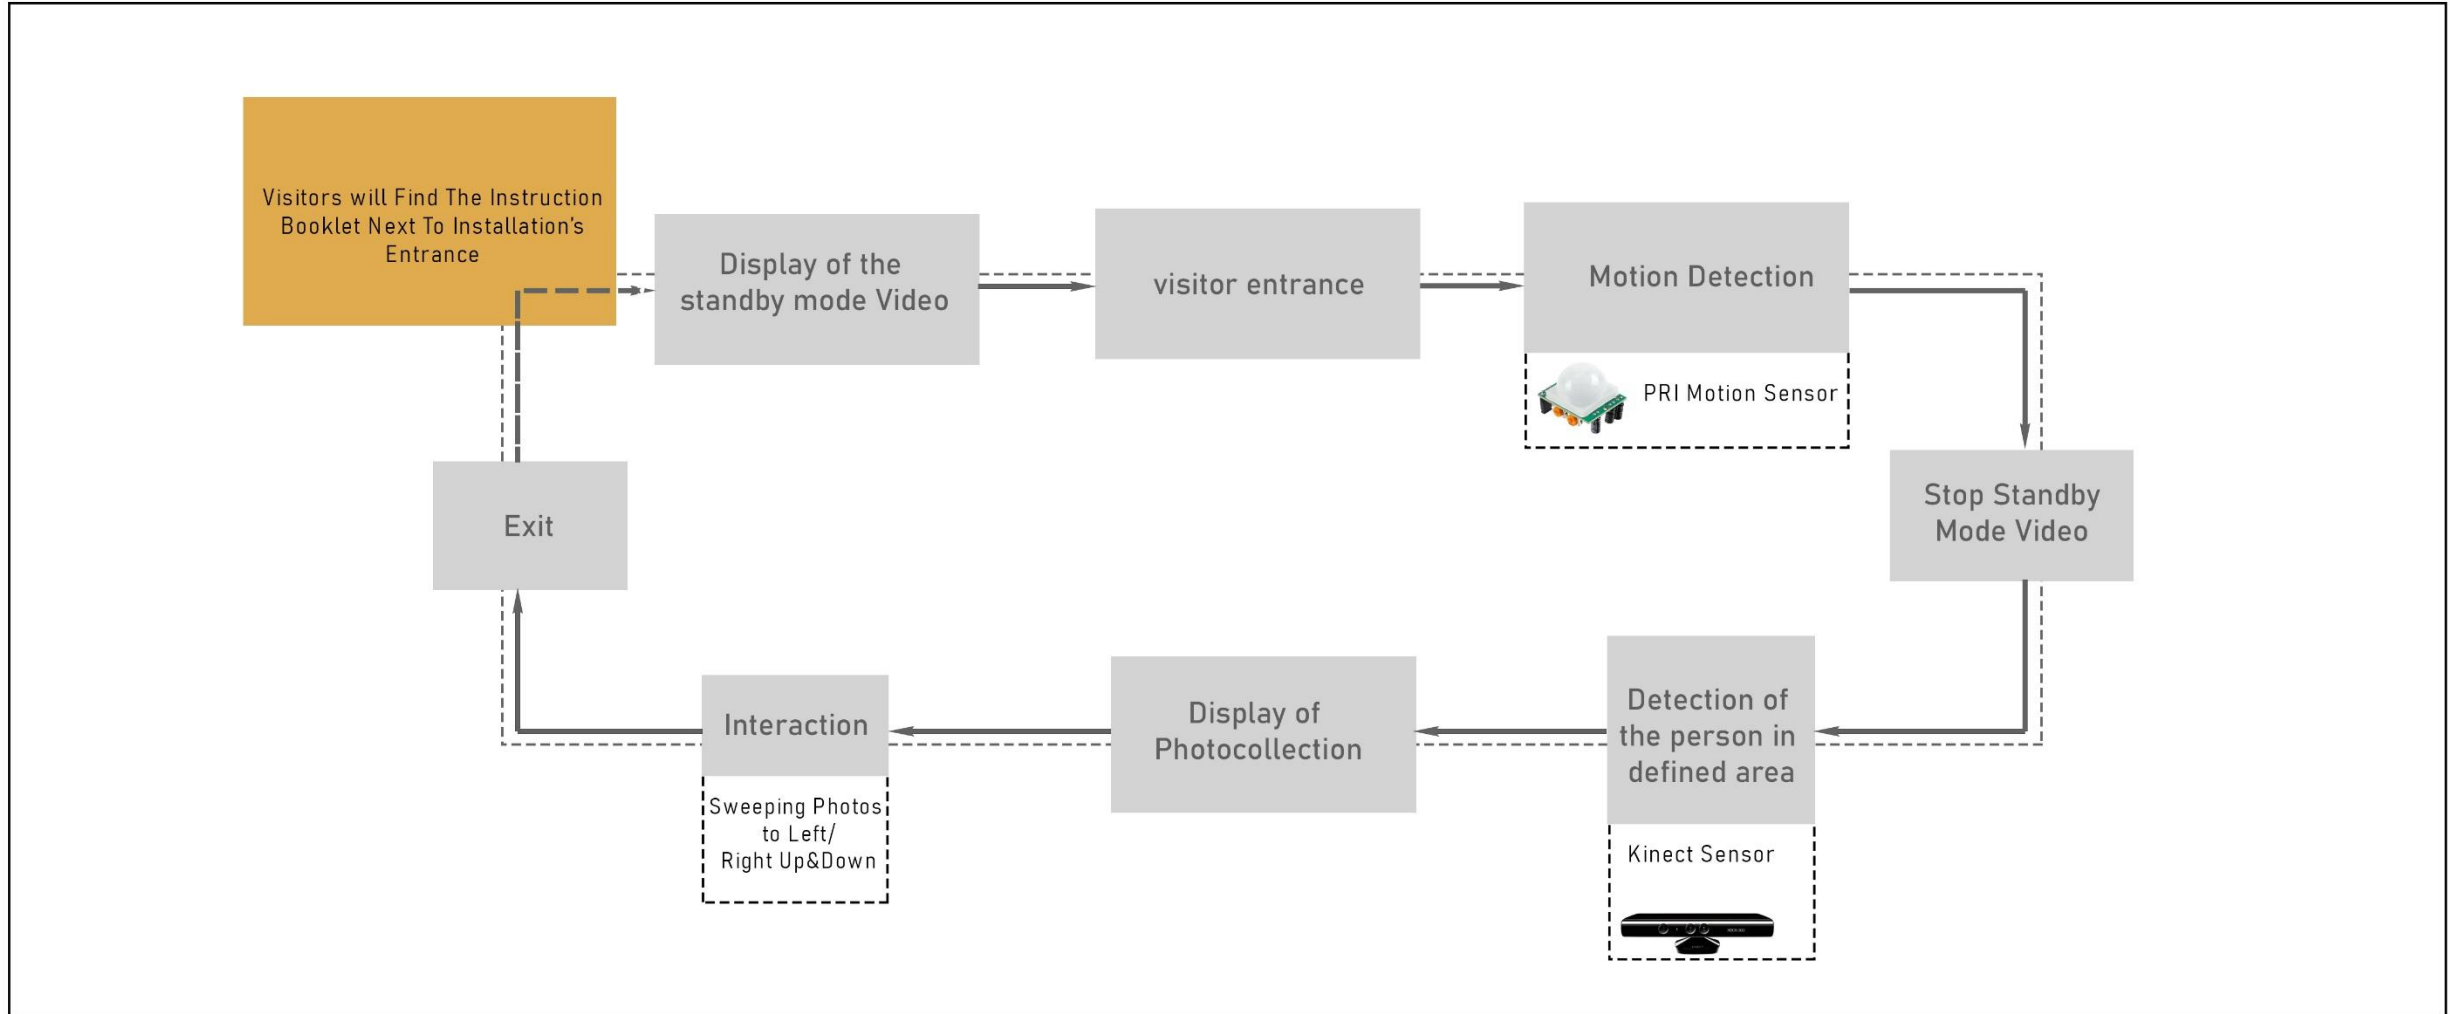 Visitors will Find The Instruction
Booklet Next To Installation's
Entrance
Display of the
standby mode Video
visitor entrance
Motion Detection
PRI Motion Sensor
Stop Standby
Mode Video
Detection of
the person in
defined area
Kinect Sensor
Display of
Photocollection
Interaction
Sweeping Photos
to Left/
Right Up&Down
Exit